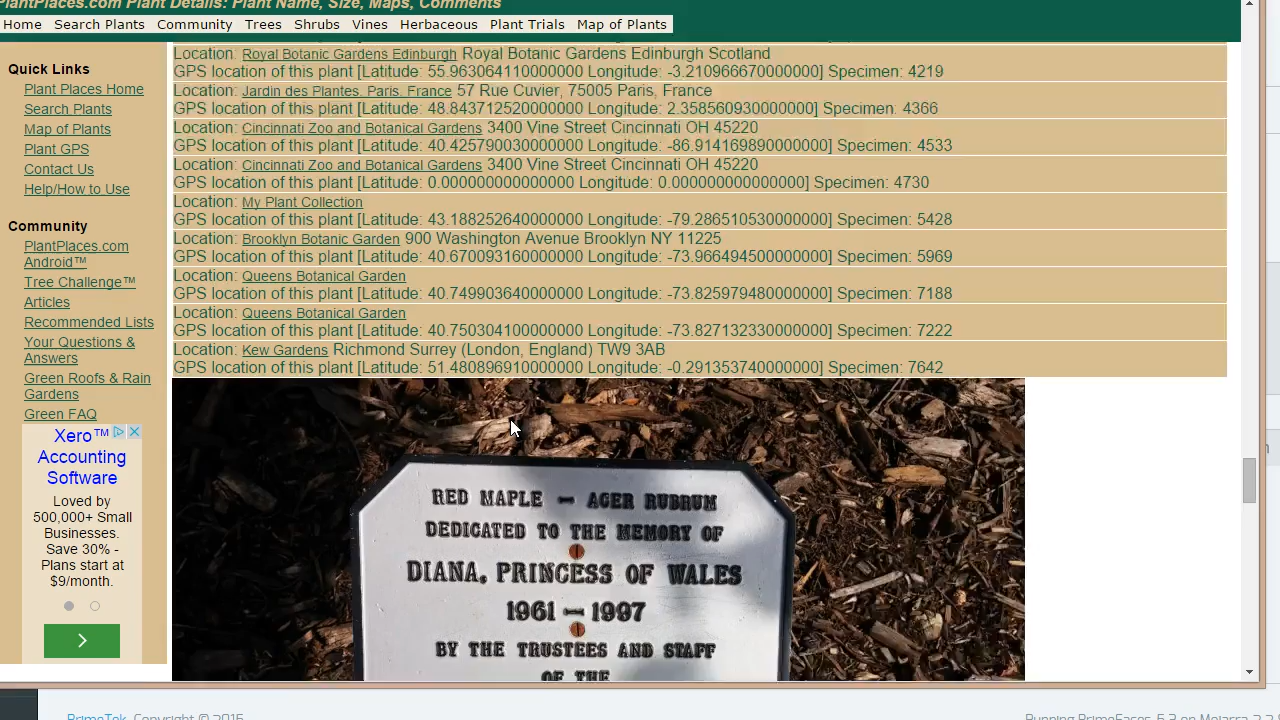 PlantPlaces.com Plant Details: Plant Name, Size, Maps, Comments
Home Search Plants Community Trees Shrubs Vines Herbaceous Plant Trials Map of Plants
Quick Links
Plant Places Home
Search Plants
Map of Plants
Plant GPS
Contact Us
Help/How to Use
Community
PlantPlaces.com
Android™
Tree Challenge™
Articles
Recommended Lists
Your Questions &
Answers
Green Roofs & Rain
Gardens
Green FAQ
Xero™
Accounting
Software
Loved by
500,000+ Small
Businesses.
Save 30% -
Plans start at
$9/month.
Location: Royal Botanic Gardens Edinburgh Royal Botanic Gardens Edinburgh Scotland
GPS location of this plant [Latitude: 55.963064110000000 Longitude: -3.210966670000000] Specimen: 4219
Location: Jardin des Plantes. Paris. France 57 Rue Cuvier, 75005 Paris, France
GPS location of this plant [Latitude: 48.843712520000000 Longitude: 2.358560930000000] Specimen: 4366
Location: Cincinnati Zoo and Botanical Gardens 3400 Vine Street Cincinnati OH 45220
GPS location of this plant [Latitude: 40.425790030000000 Longitude: -86.914169890000000] Specimen: 4533
Location: Cincinnati Zoo and Botanical Gardens 3400 Vine Street Cincinnati OH 45220
GPS location of this plant [Latitude: 0.000000000000000 Longitude: 0.000000000000000] Specimen: 4730
Location: My Plant Collection
GPS location of this plant [Latitude: 43.188252640000000 Longitude: -79.286510530000000] Specimen: 5428
Location: Brooklyn Botanic Garden 900 Washington Avenue Brooklyn NY 11225
GPS location of this plant [Latitude: 40.670093160000000 Longitude: -73.966494500000000] Specimen: 5969
Location: Queens Botanical Garden
GPS location of this plant [Latitude: 40.749903640000000 Longitude: -73.825979480000000] Specimen: 7188
Location: Queens Botanical Garden
GPS location of this plant [Latitude: 40.750304100000000 Longitude: -73.827132330000000] Specimen: 7222
Location: Kew Gardens Richmond Surrey (London, England) TW9 3AB
GPS location of this plant [Latitude: 51.480896910000000 Longitude: -0.291353740000000] Specimen: 7642
RED MAPLE — ACER RUBRUM
DEDICATED TO THE MEMORY OF
DIANA, PRINCESS OF WALES
1961 — 1997
BY THE TRUSTEES AND STAFF
OF THE
PrimeTek Copyright © 2015
Running PrimeFaces-5.3 on Mojarra-2.2